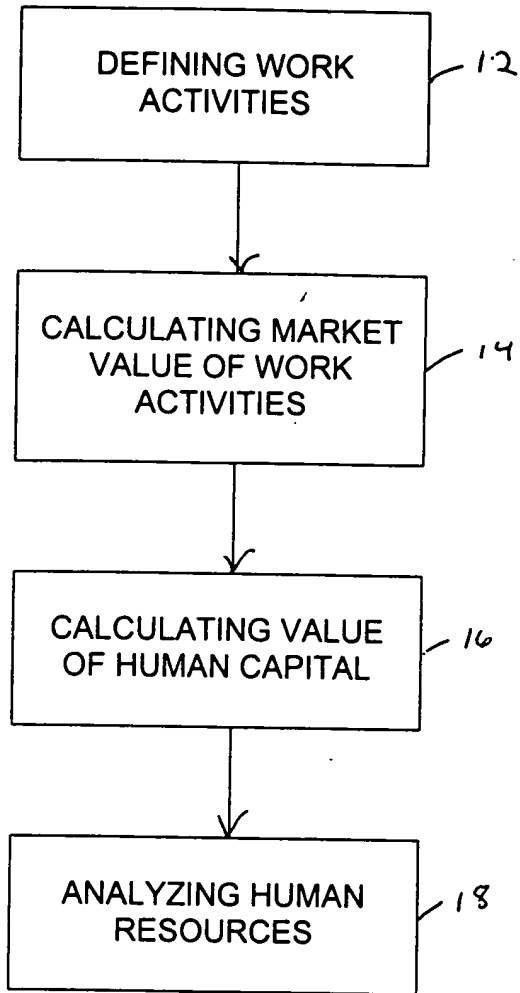 DEFINING WORK
ACTIVITIES
12
CALCULATING MARKET
VALUE OF WORK
ACTIVITIES
14
CALCULATING VALUE
OF HUMAN CAPITAL
16
ANALYZING HUMAN
RESOURCES
18